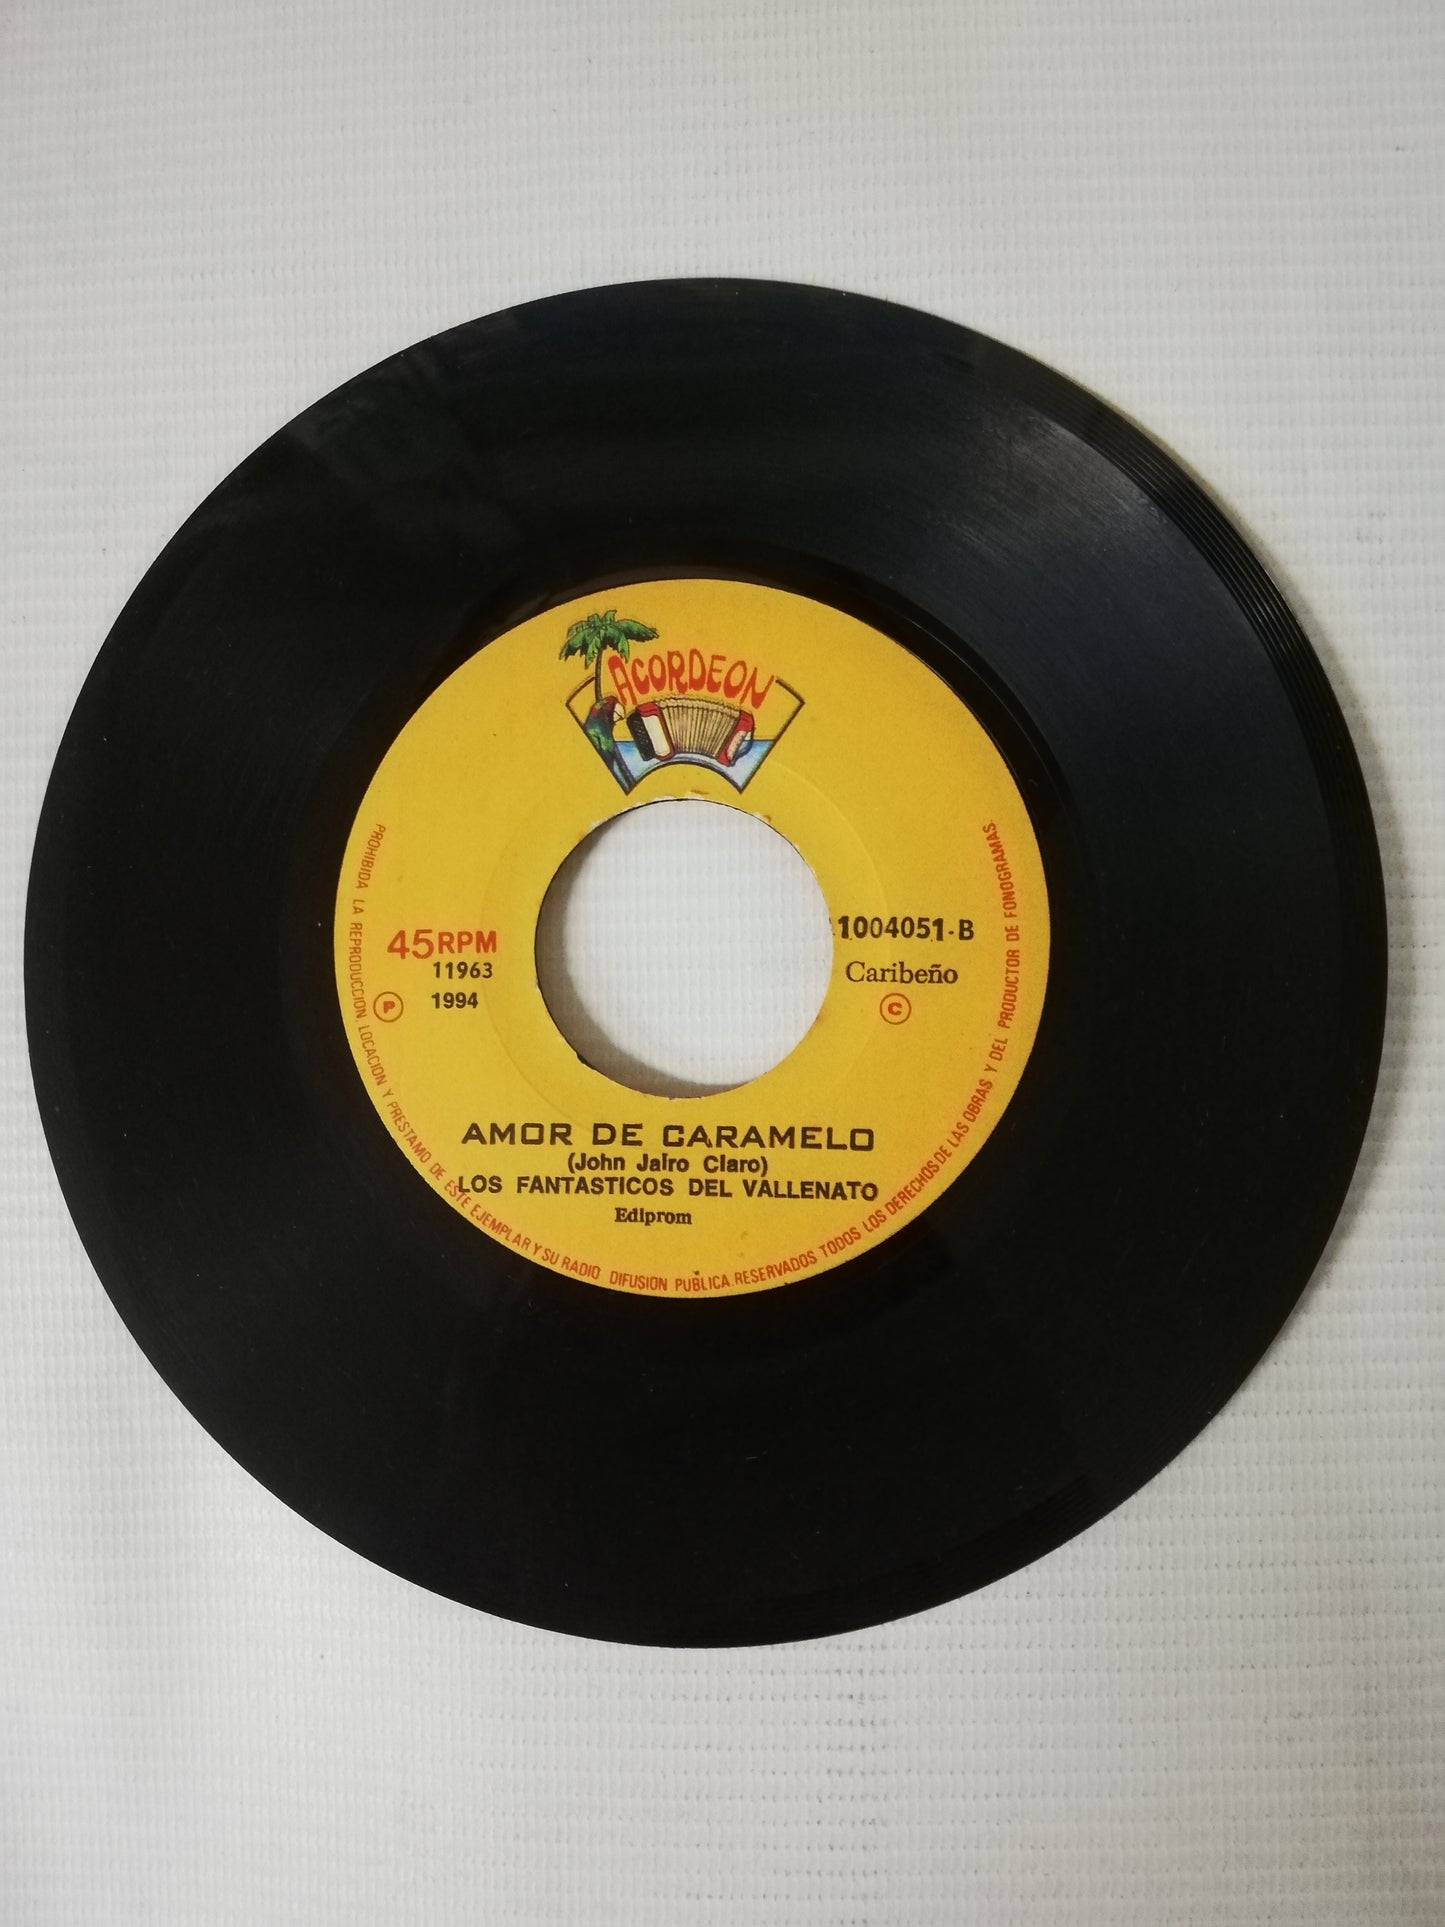 ACORDEON
45RPM
11963
P 1994
1004051-B
Caribeño
C
AMOR DE CARAMELO
(John Jairo Claro)
LOS FANTASTICOS DEL VALLENATO
Ediprom
PROHIBIDA LA REPRODUCCION, LOCACION Y PRESTAMO DE ESTE EJEMPLAR Y SU RADIO DIFUSION PUBLICA. RESERVADOS TODOS LOS DERECHOS DE LAS OBRAS Y DEL PRODUCTOR DE FONOGRAMAS.